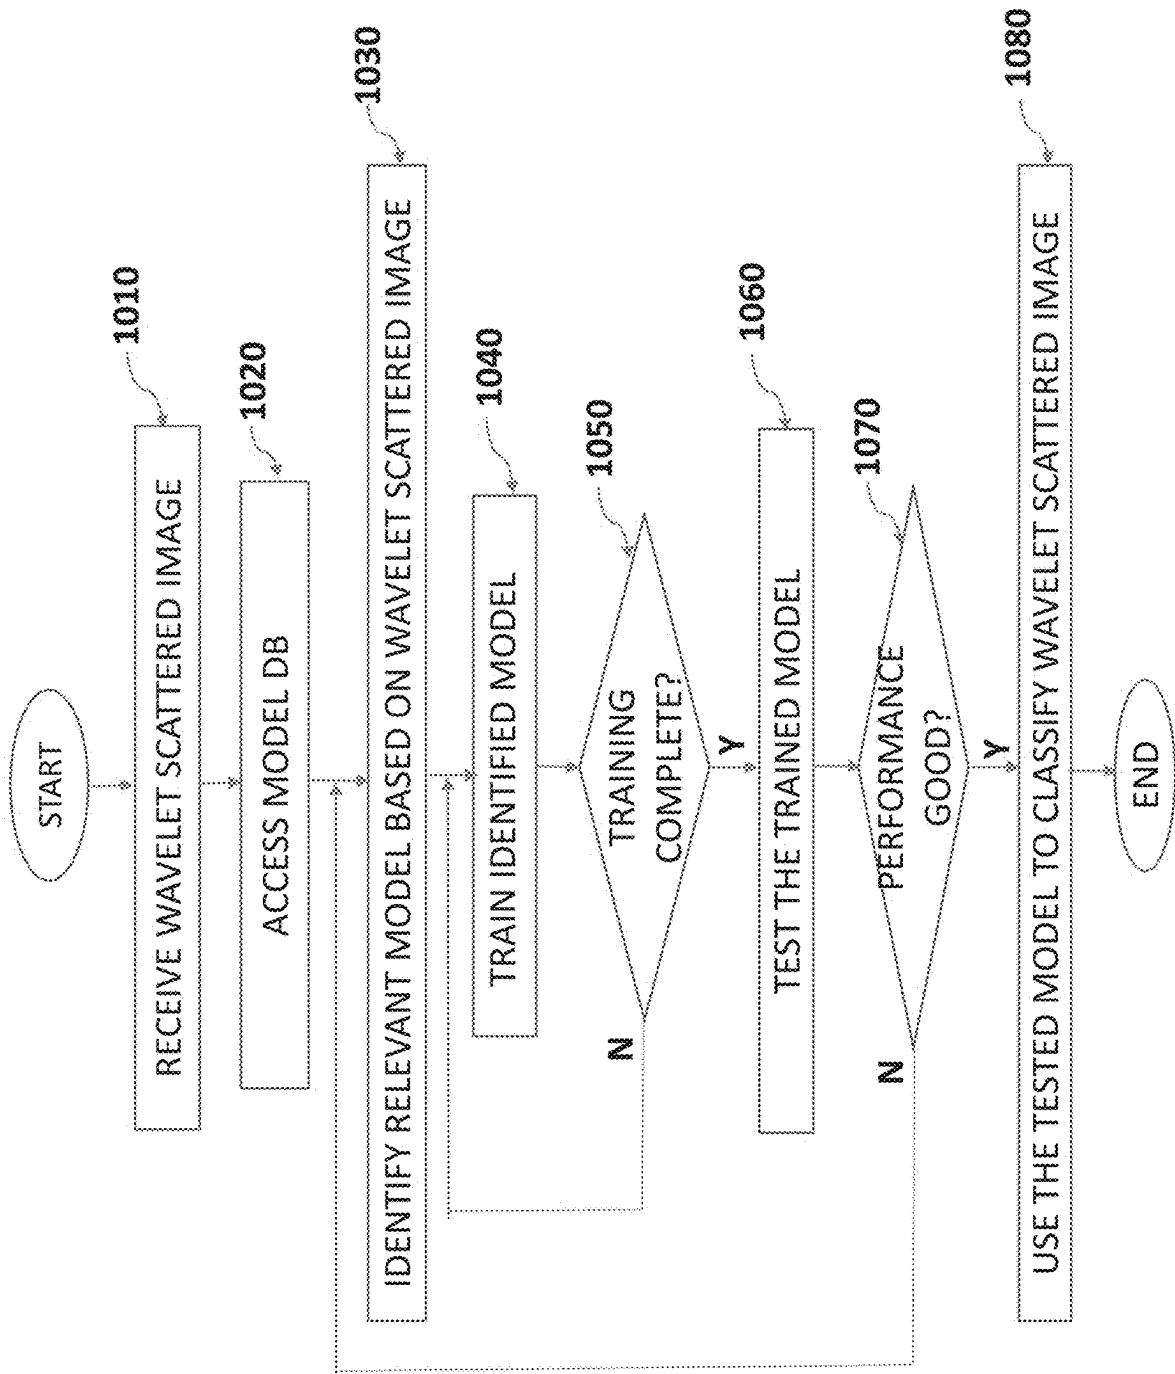 START
RECEIVE WAVELET SCATTERED IMAGE
1010
ACCESS MODEL DB
1020
IDENTIFY RELEVANT MODEL BASED ON WAVELET SCATTERED IMAGE
1030
TRAIN IDENTIFIED MODEL
1040
TRAINING
COMPLETE?
1050
N
Y
TEST THE TRAINED MODEL
1060
PERFORMANCE
GOOD?
1070
N
Y
USE THE TESTED MODEL TO CLASSIFY WAVELET SCATTERED IMAGE
1080
END